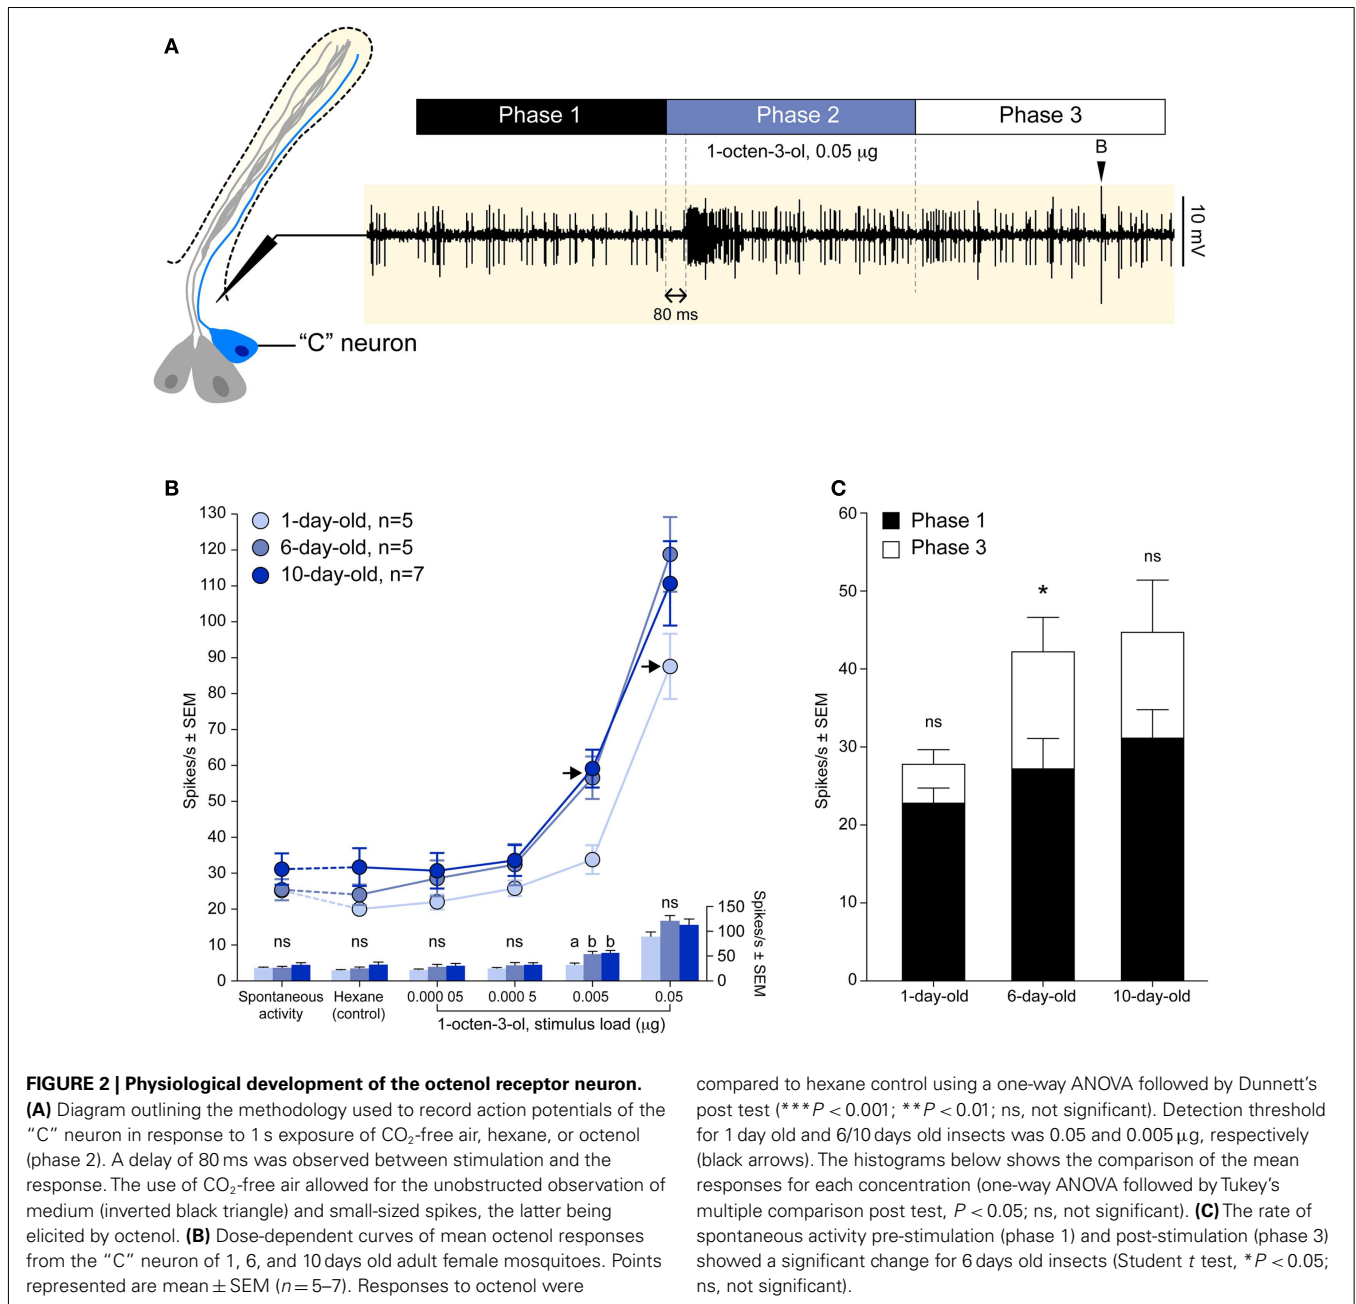 A
Phase 1 Phase 2 Phase 3
1-octen-3-ol, 0.05 µg
B
10 mV
80 ms
“C” neuron
B
130
120
110
100
90
80
70
60
50
40
30
20
10
0
Spikes/s ± SEM
1-day-old, n=5
6-day-old, n=5
10-day-old, n=7
ns ns ns ns a b b ns
150
100
50
0
Spikes/s ± SEM
Spontaneous activity
Hexane (control)
0.000 05 0.000 5 0.005 0.05
1-octen-3-ol, stimulus load (µg)
C
60
50
40
30
20
10
0
Spikes/s ± SEM
Phase 1
Phase 3
ns * ns
1-day-old 6-day-old 10-day-old
FIGURE 2 | Physiological development of the octenol receptor neuron.
(A) Diagram outlining the methodology used to record action potentials of the
“C” neuron in response to 1 s exposure of CO₂-free air, hexane, or octenol
(phase 2). A delay of 80 ms was observed between stimulation and the
response. The use of CO₂-free air allowed for the unobstructed observation of
medium (inverted black triangle) and small-sized spikes, the latter being
elicited by octenol. (B) Dose-dependent curves of mean octenol responses
from the “C” neuron of 1, 6, and 10 days old adult female mosquitoes. Points
represented are mean ± SEM (n = 5–7). Responses to octenol were
compared to hexane control using a one-way ANOVA followed by Dunnett’s
post test (***P < 0.001; **P < 0.01; ns, not significant). Detection threshold
for 1 day old and 6/10 days old insects was 0.05 and 0.005 µg, respectively
(black arrows). The histograms below shows the comparison of the mean
responses for each concentration (one-way ANOVA followed by Tukey’s
multiple comparison post test, P < 0.05; ns, not significant). (C) The rate of
spontaneous activity pre-stimulation (phase 1) and post-stimulation (phase 3)
showed a significant change for 6 days old insects (Student t test, *P < 0.05;
ns, not significant).